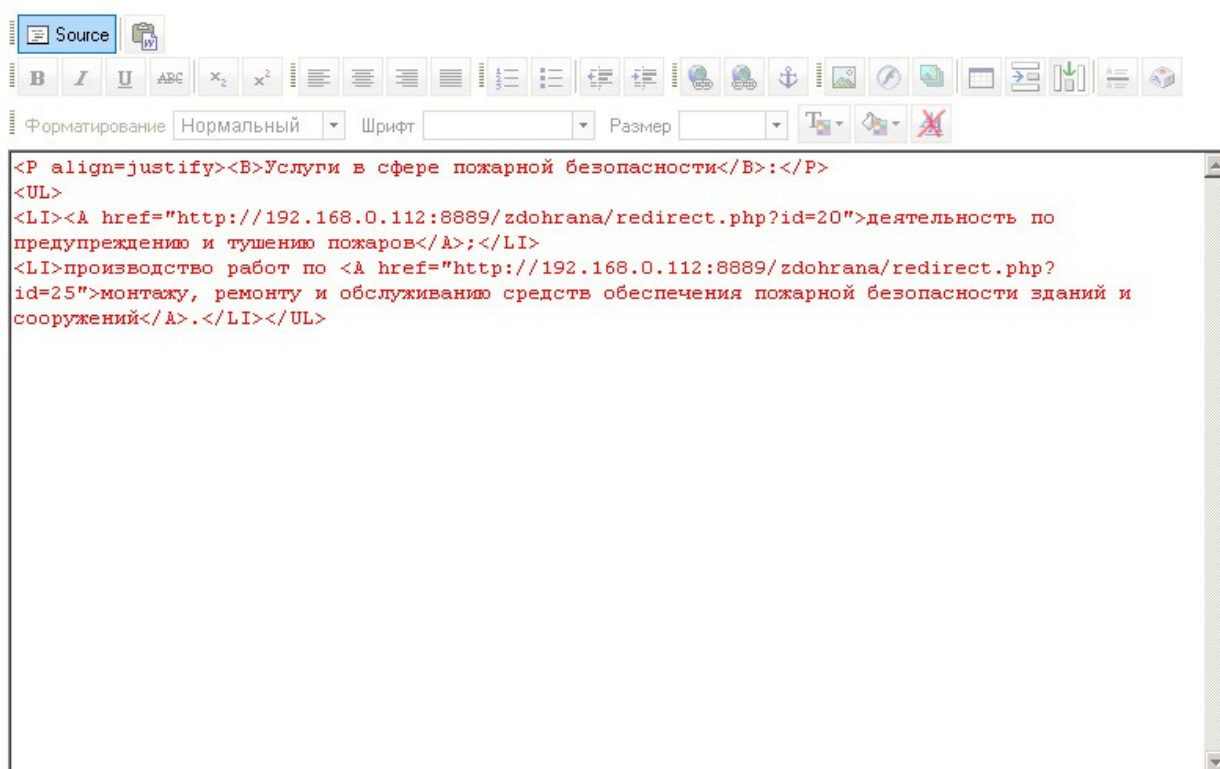 Source
B I U ABC x₂ x²
Форматирование Нормальный Шрифт Размер
<P align=justify><B>Услуги в сфере пожарной безопасности</B>:</P>
<UL>
<LI><A href="http://192.168.0.112:8889/zdohrana/redirect.php?id=20">деятельность по
предупреждению и тушению пожаров</A>;</LI>
<LI>производство работ по <A href="http://192.168.0.112:8889/zdohrana/redirect.php?
id=25">монтажу, ремонту и обслуживанию средств обеспечения пожарной безопасности зданий и
сооружений</A>.</LI></UL>